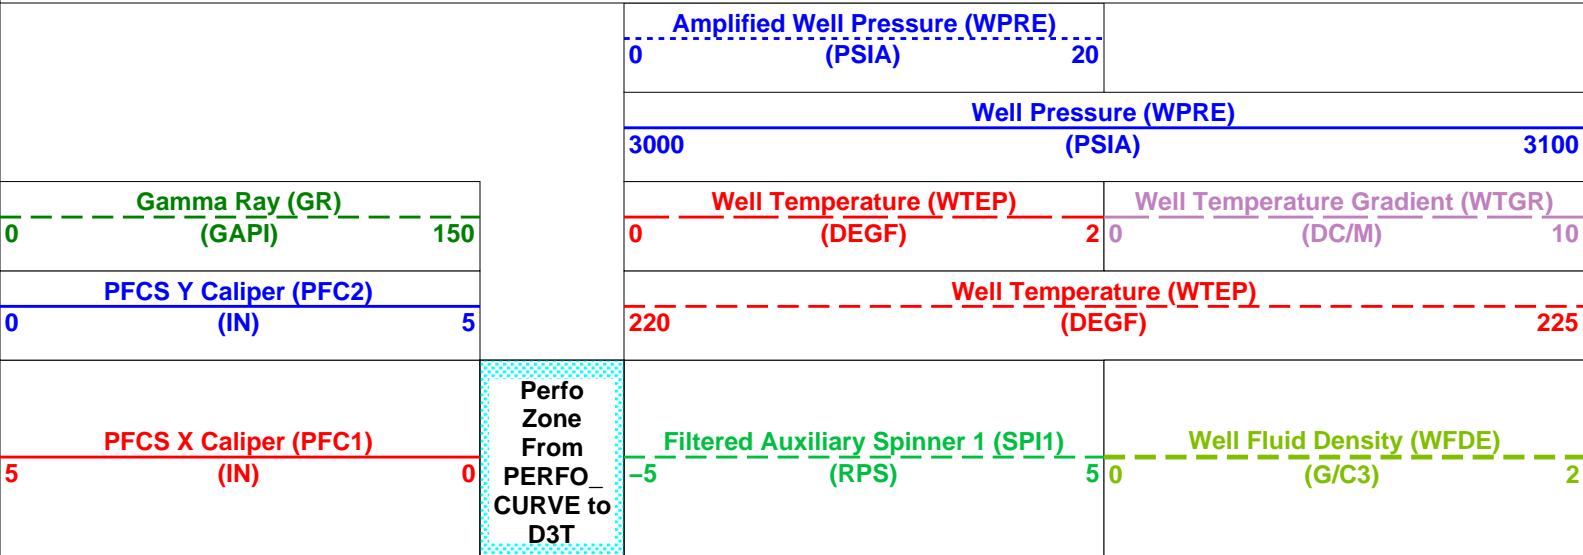 Amplified Well Pressure (WPRE)
0 (PSIA) 20
Well Pressure (WPRE)
3000 (PSIA) 3100
Gamma Ray (GR)
0 (GAPI) 150
Well Temperature (WTEP)
0 (DEGF) 2
Well Temperature Gradient (WTGR)
0 (DC/M) 10
PFCS Y Caliper (PFC2)
0 (IN) 5
Well Temperature (WTEP)
220 (DEGF) 225
PFCS X Caliper (PFC1)
5 (IN) 0
Perfo
Zone
From
PERFO_
CURVE to
D3T
Filtered Auxiliary Spinner 1 (SPI1)
−5 (RPS) 5
Well Fluid Density (WFDE)
0 (G/C3) 2